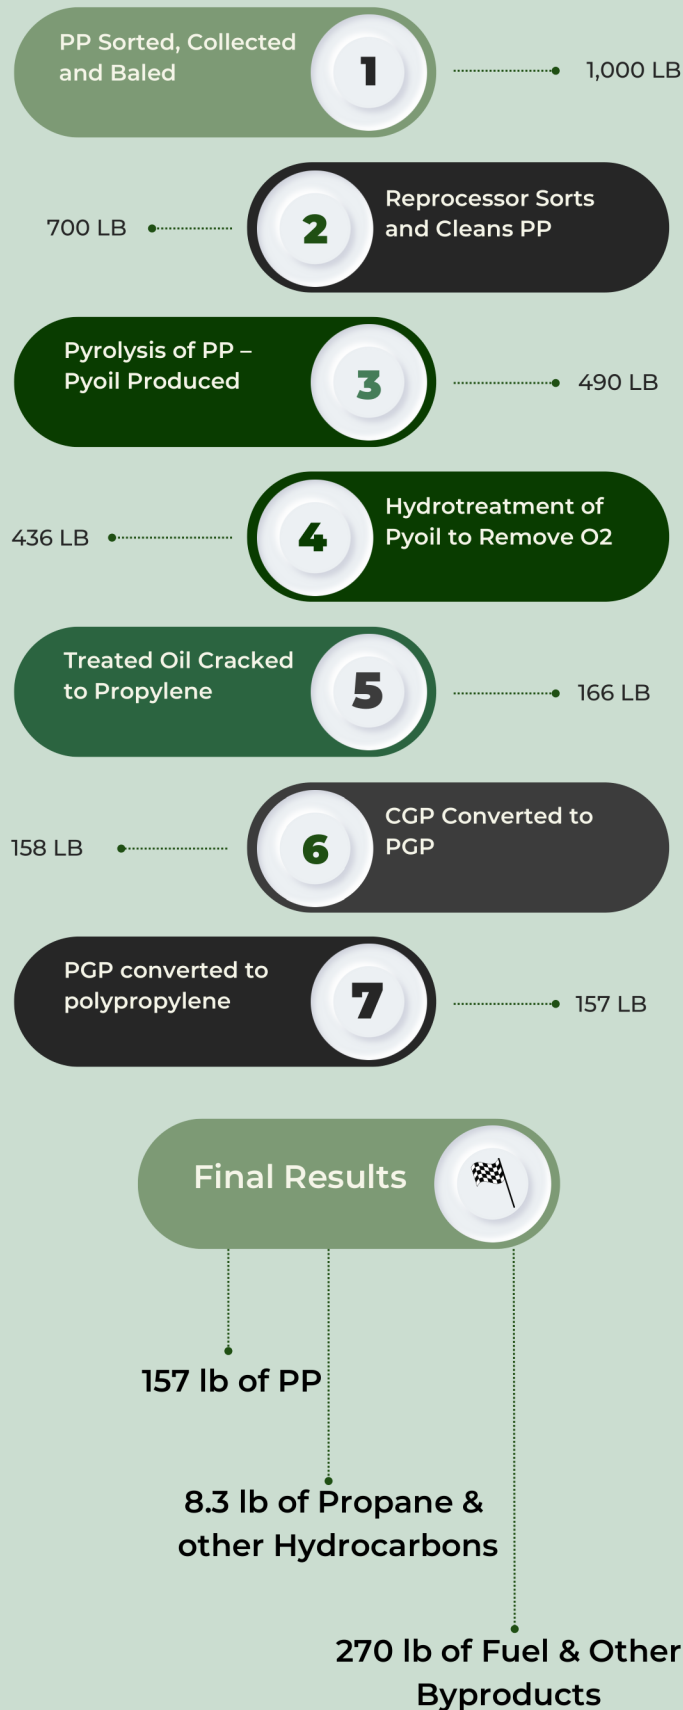 PP Sorted, Collected
and Baled
1
1,000 LB
700 LB
2
Reprocessor Sorts
and Cleans PP
Pyrolysis of PP –
Pyoil Produced
3
490 LB
436 LB
4
Hydrotreatment of
Pyoil to Remove O2
Treated Oil Cracked
to Propylene
5
166 LB
158 LB
6
CGP Converted to
PGP
PGP converted to
polypropylene
7
157 LB
Final Results
157 lb of PP
8.3 lb of Propane &
other Hydrocarbons
270 lb of Fuel & Other
Byproducts